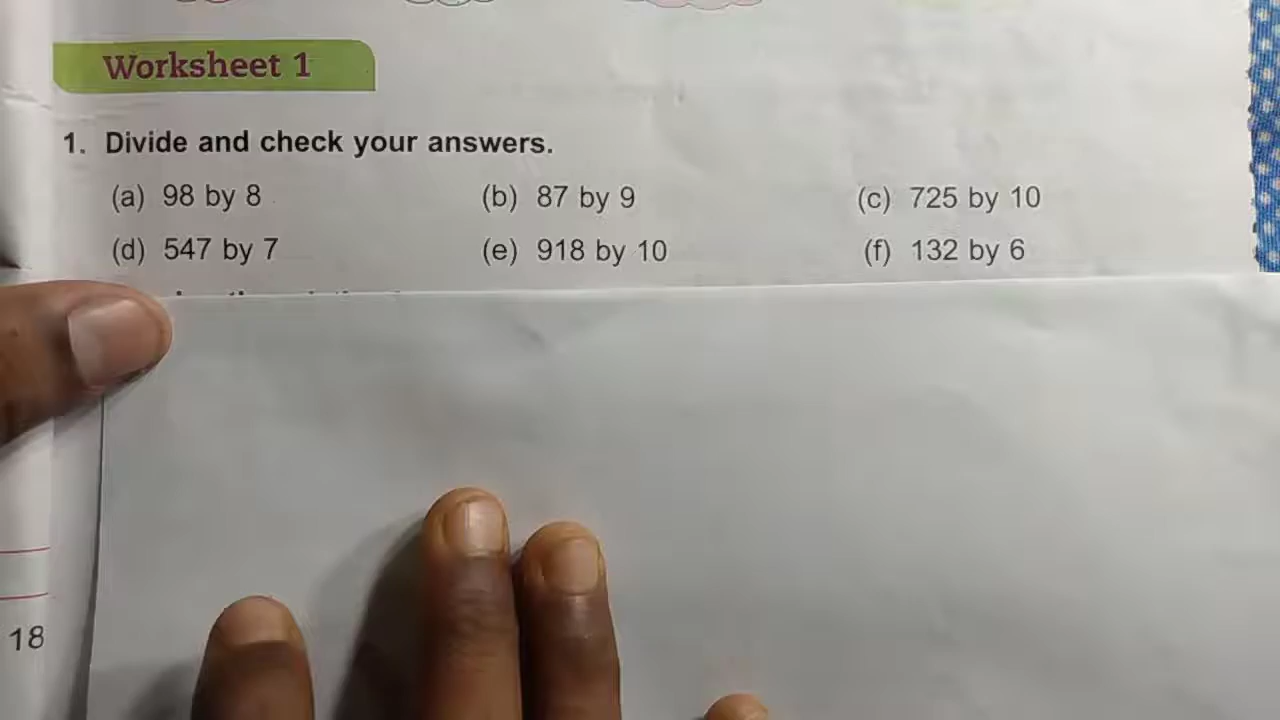 Worksheet 1
1. Divide and check your answers.
(a) 98 by 8 (b) 87 by 9 (c) 725 by 10
(d) 547 by 7 (e) 918 by 10 (f) 132 by 6
18